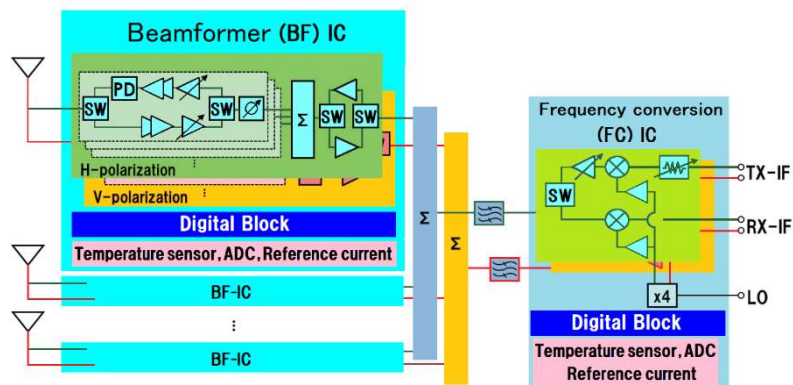 Beamformer (BF) IC
PD
SW
SW
Σ
SW
SW
H-polarization
V-polarization
Digital Block
Temperature sensor, ADC, Reference current
BF-IC
BF-IC
Σ
Σ
Frequency conversion
(FC) IC
SW
TX-IF
RX-IF
x4
LO
Digital Block
Temperature sensor, ADC
Reference current